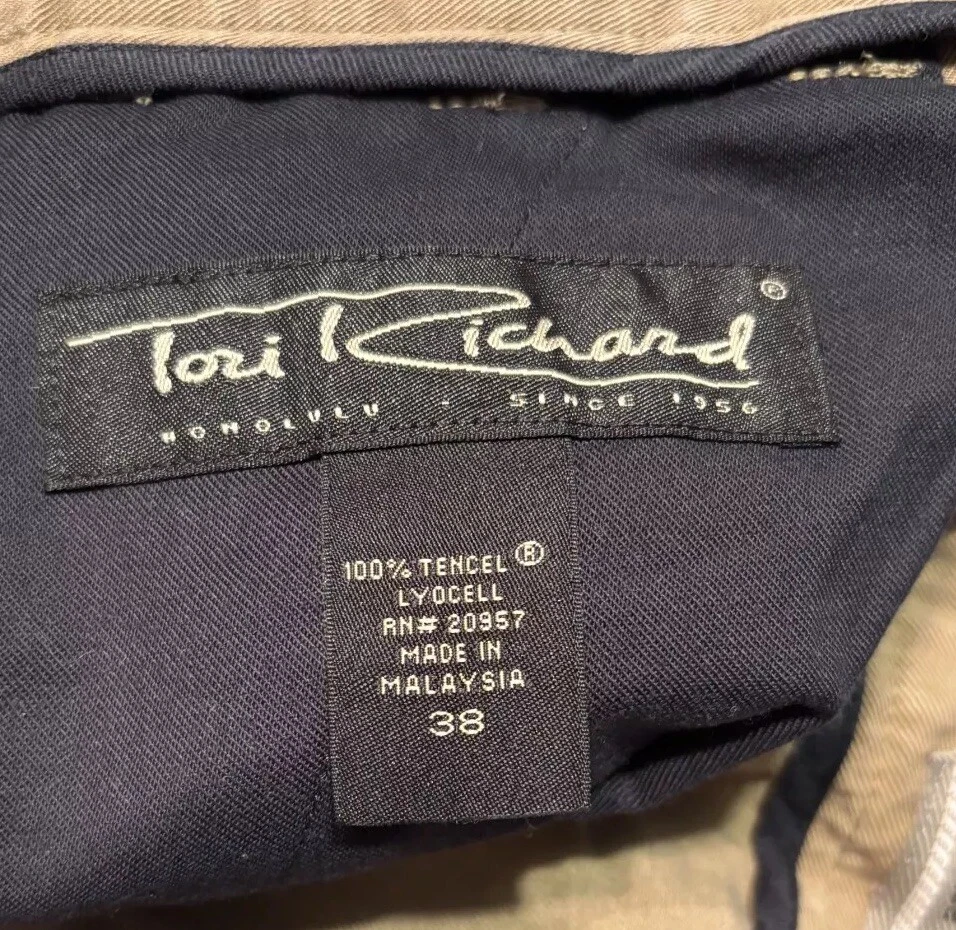 Tori Richard ®
HONOLULU - SINCE 1956
100% TENCEL®
LYOCELL
RN# 20957
MADE IN
MALAYSIA
38